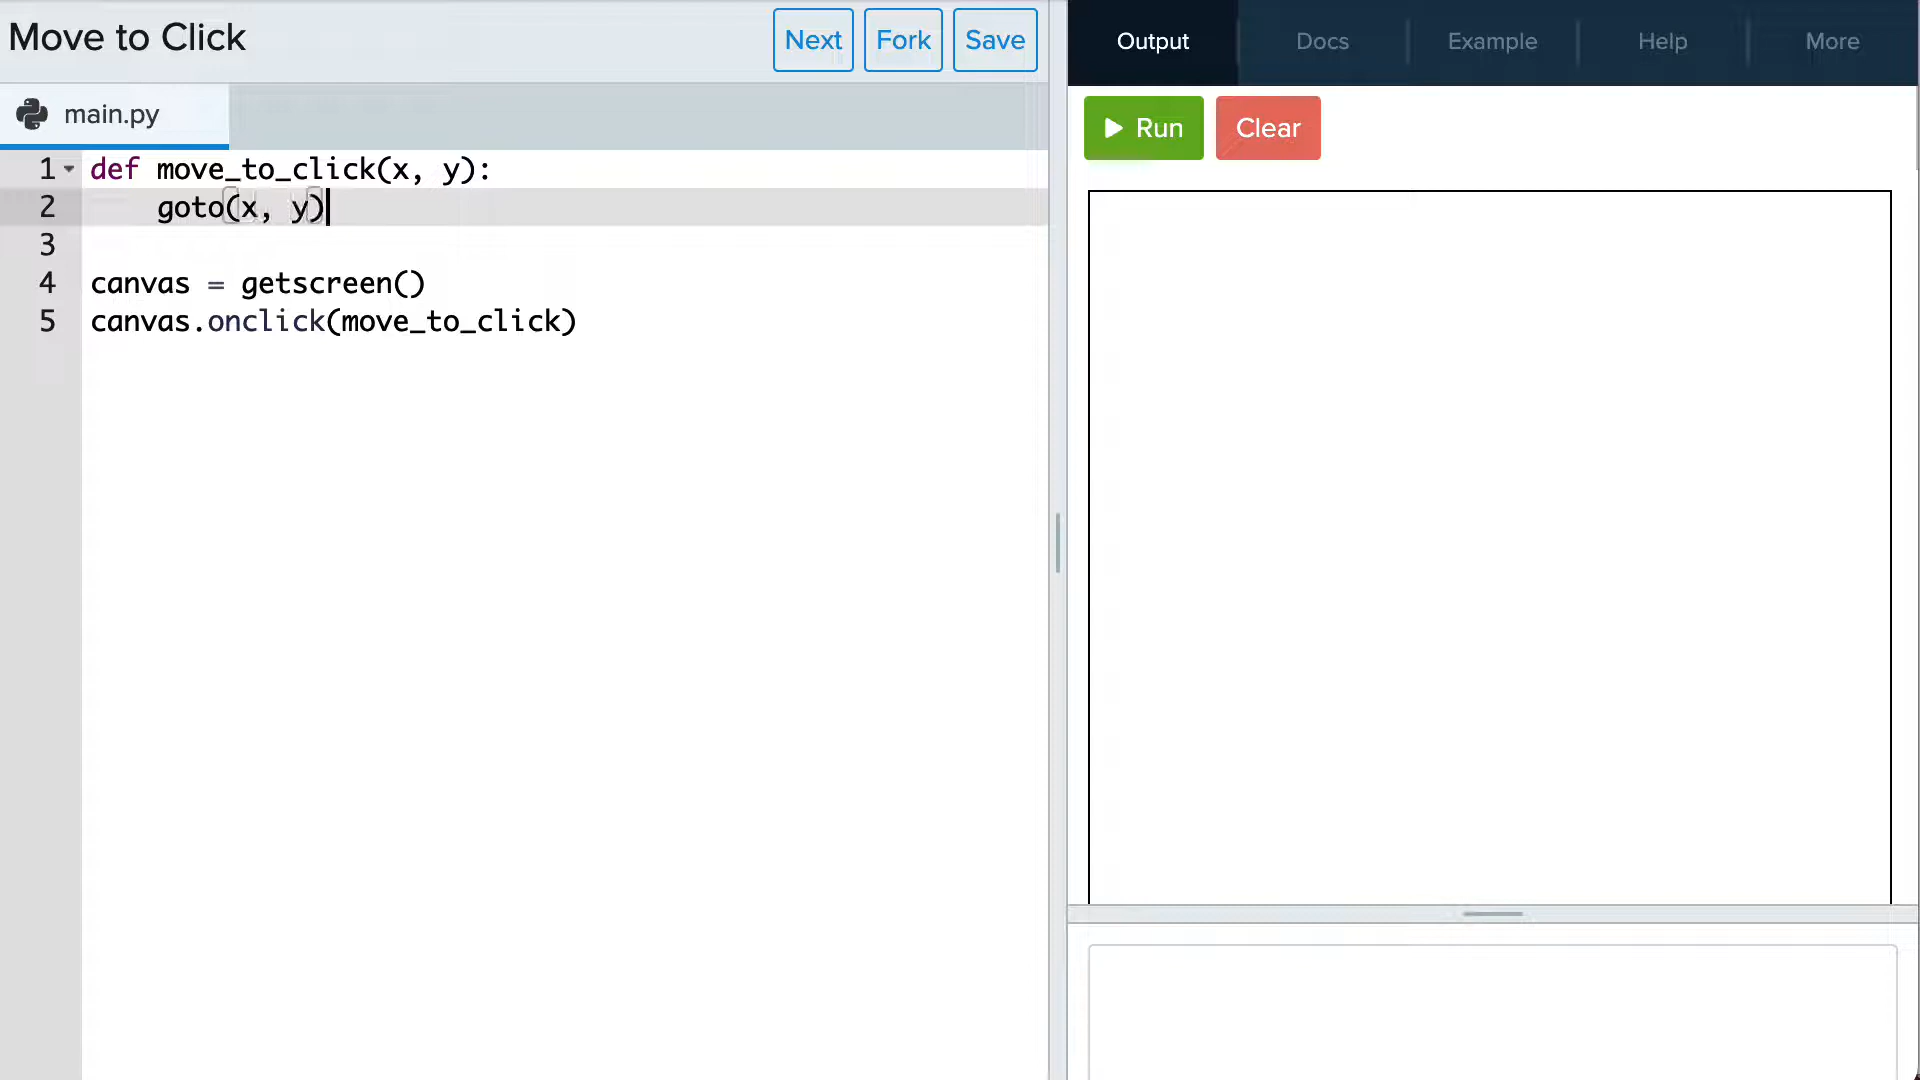 Move to Click
Next
Fork
Save
Output
Docs
Example
Help
More
main.py
Run
Clear
1 def move_to_click(x, y):
2     goto(x, y)
3
4 canvas = getscreen()
5 canvas.onclick(move_to_click)